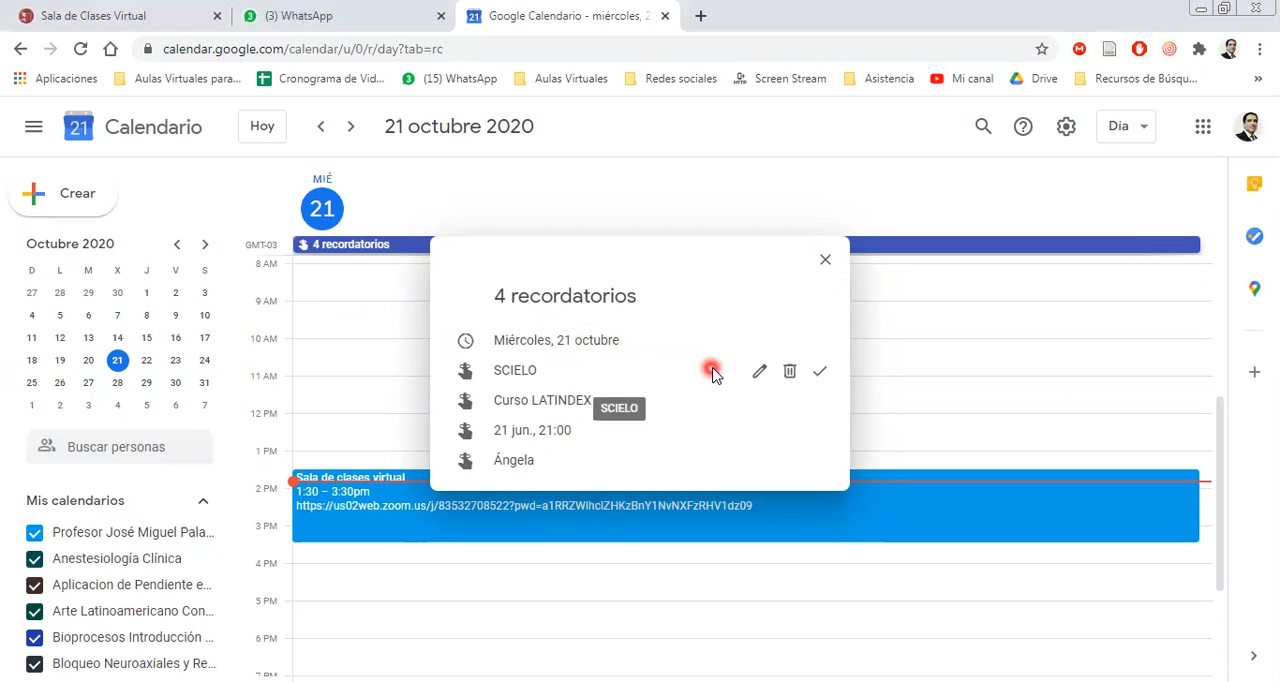 Sala de Clases Virtual
(3) WhatsApp
Google Calendario - miércoles, 2
calendar.google.com/calendar/u/0/r/day?tab=rc
Aplicaciones
Aulas Virtuales para...
Cronograma de Vid...
(15) WhatsApp
Aulas Virtuales
Redes sociales
HTTP
Screen Stream
Asistencia
Mi canal
Drive
Recursos de Búsqu...
21
Calendario
Hoy
21 octubre 2020
Día
Crear
MIÉ
21
Octubre 2020
GMT-03
4 recordatorios
D L M X J V S
27 28 29 30 1 2 3
4 5 6 7 8 9 10
11 12 13 14 15 16 17
18 19 20 21 22 23 24
25 26 27 28 29 30 31
1 2 3 4 5 6 7
Buscar personas
Mis calendarios
Profesor José Miguel Pala...
Anestesiología Clínica
Aplicacion de Pendiente e...
Arte Latinoamericano Con...
Bioprocesos Introducción ...
Bloqueo Neuroaxiales y Re...
8 AM
9 AM
10 AM
11 AM
12 PM
1 PM
2 PM
3 PM
4 PM
5 PM
6 PM
7 PM
4 recordatorios
Miércoles, 21 octubre
SCIELO
Curso LATINDEX
SCIELO
21 jun., 21:00
Ángela
Sala de clases virtual
1:30 – 3:30pm
https://us02web.zoom.us/j/83532708522?pwd=a1RRZWlhclZHKzBnY1NvNXFzRHV1dz09